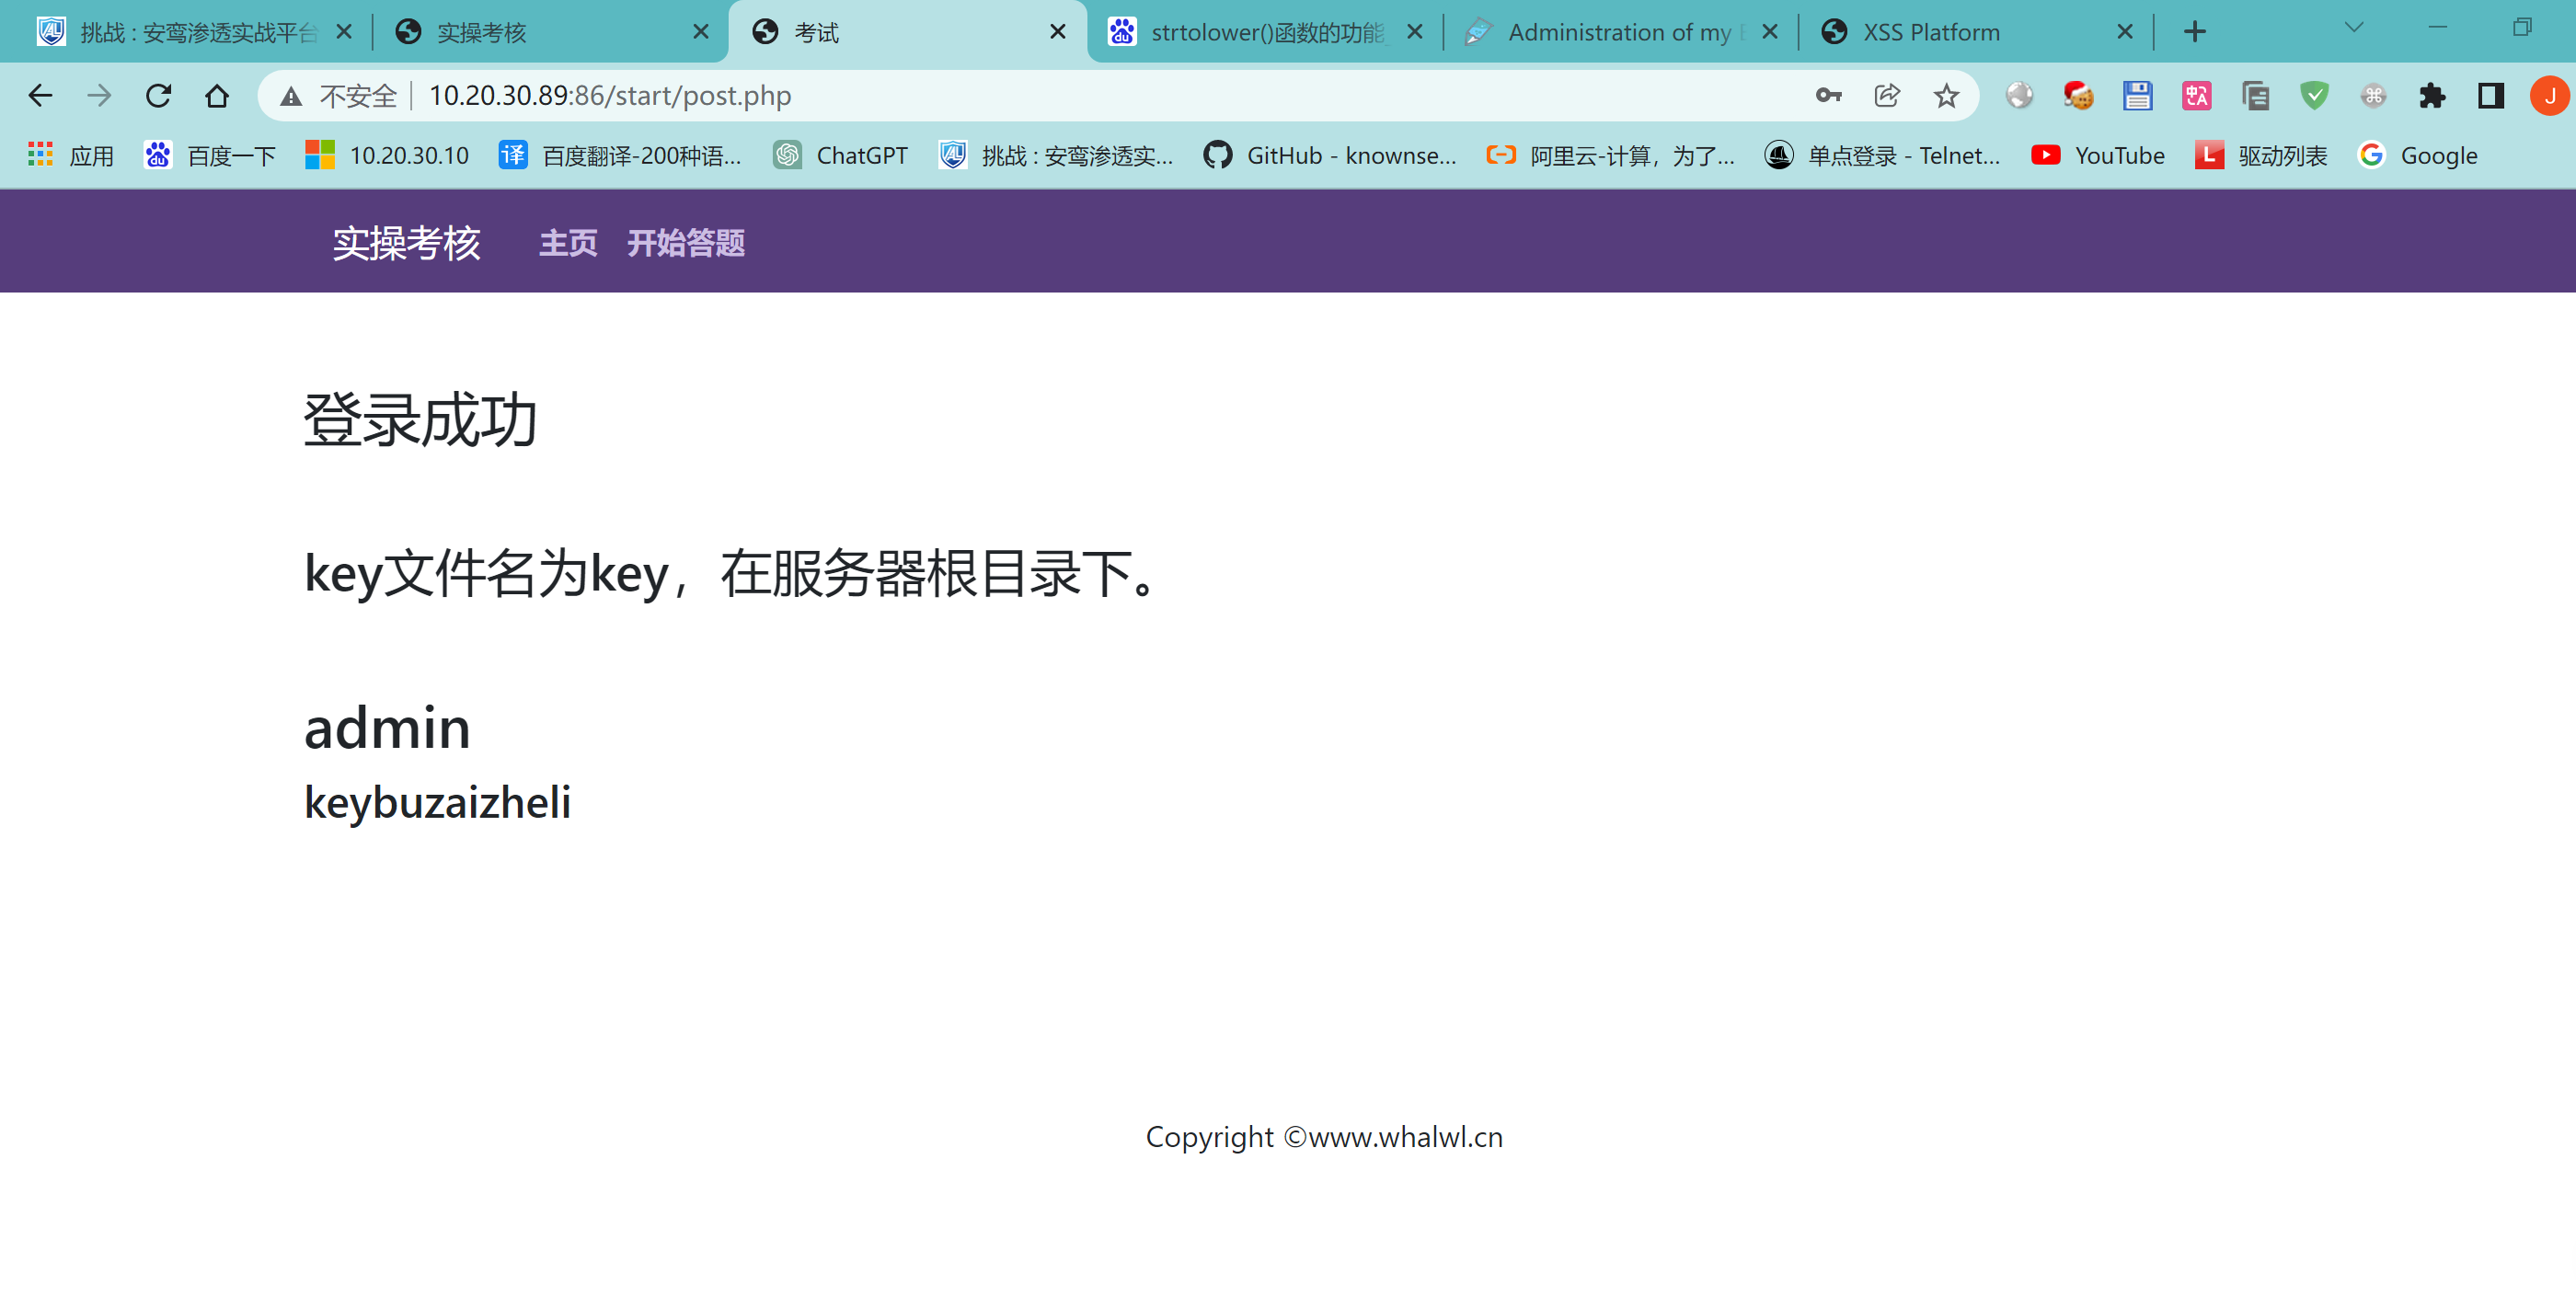 挑战 : 安鸾渗透实战平台
实操考核
考试
strtolower()函数的功能
Administration of my
XSS Platform
不安全
10.20.30.89:86/start/post.php
J
应用
百度一下
10.20.30.10
百度翻译-200种语...
ChatGPT
挑战 : 安鸾渗透实...
GitHub - knownse...
阿里云-计算，为了...
单点登录 - Telnet...
YouTube
驱动列表
Google
实操考核
主页
开始答题
登录成功
key文件名为key，在服务器根目录下。
admin
keybuzaizheli
Copyright ©www.whalwl.cn